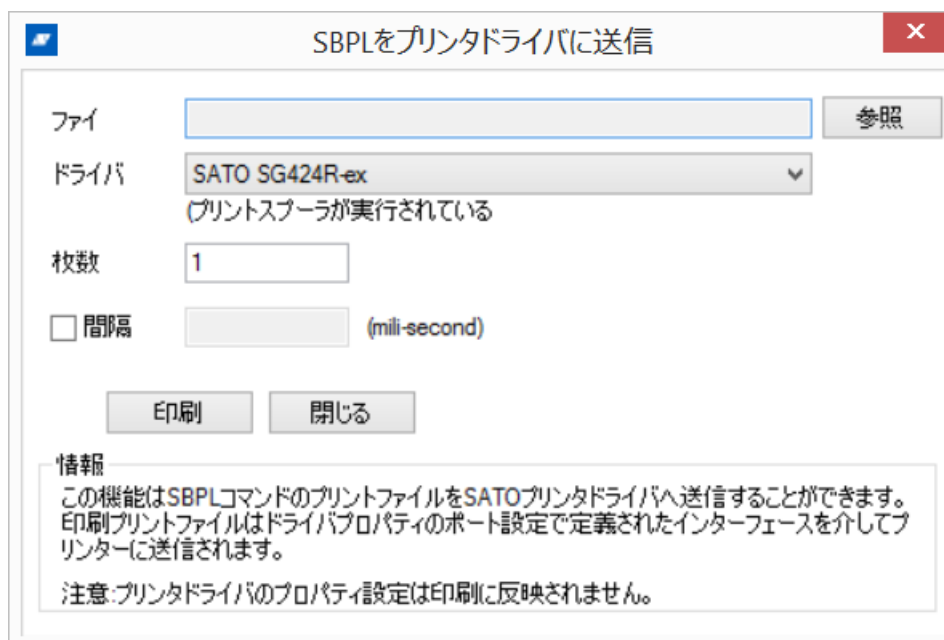 SBPLをプリンタドライバに送信
ファイ
参照
ドライバ
SATO SG424R-ex
(プリントスプーラが実行されている
枚数
1
間隔
(mili-second)
印刷
閉じる
情報
この機能はSBPLコマンドのプリントファイルをSATOプリンタドライバへ送信することができます。
印刷プリントファイルはドライバプロパティのポート設定で定義されたインターフェースを介してプ
リンターに送信されます。
注意:プリンタドライバのプロパティ設定は印刷に反映されません。